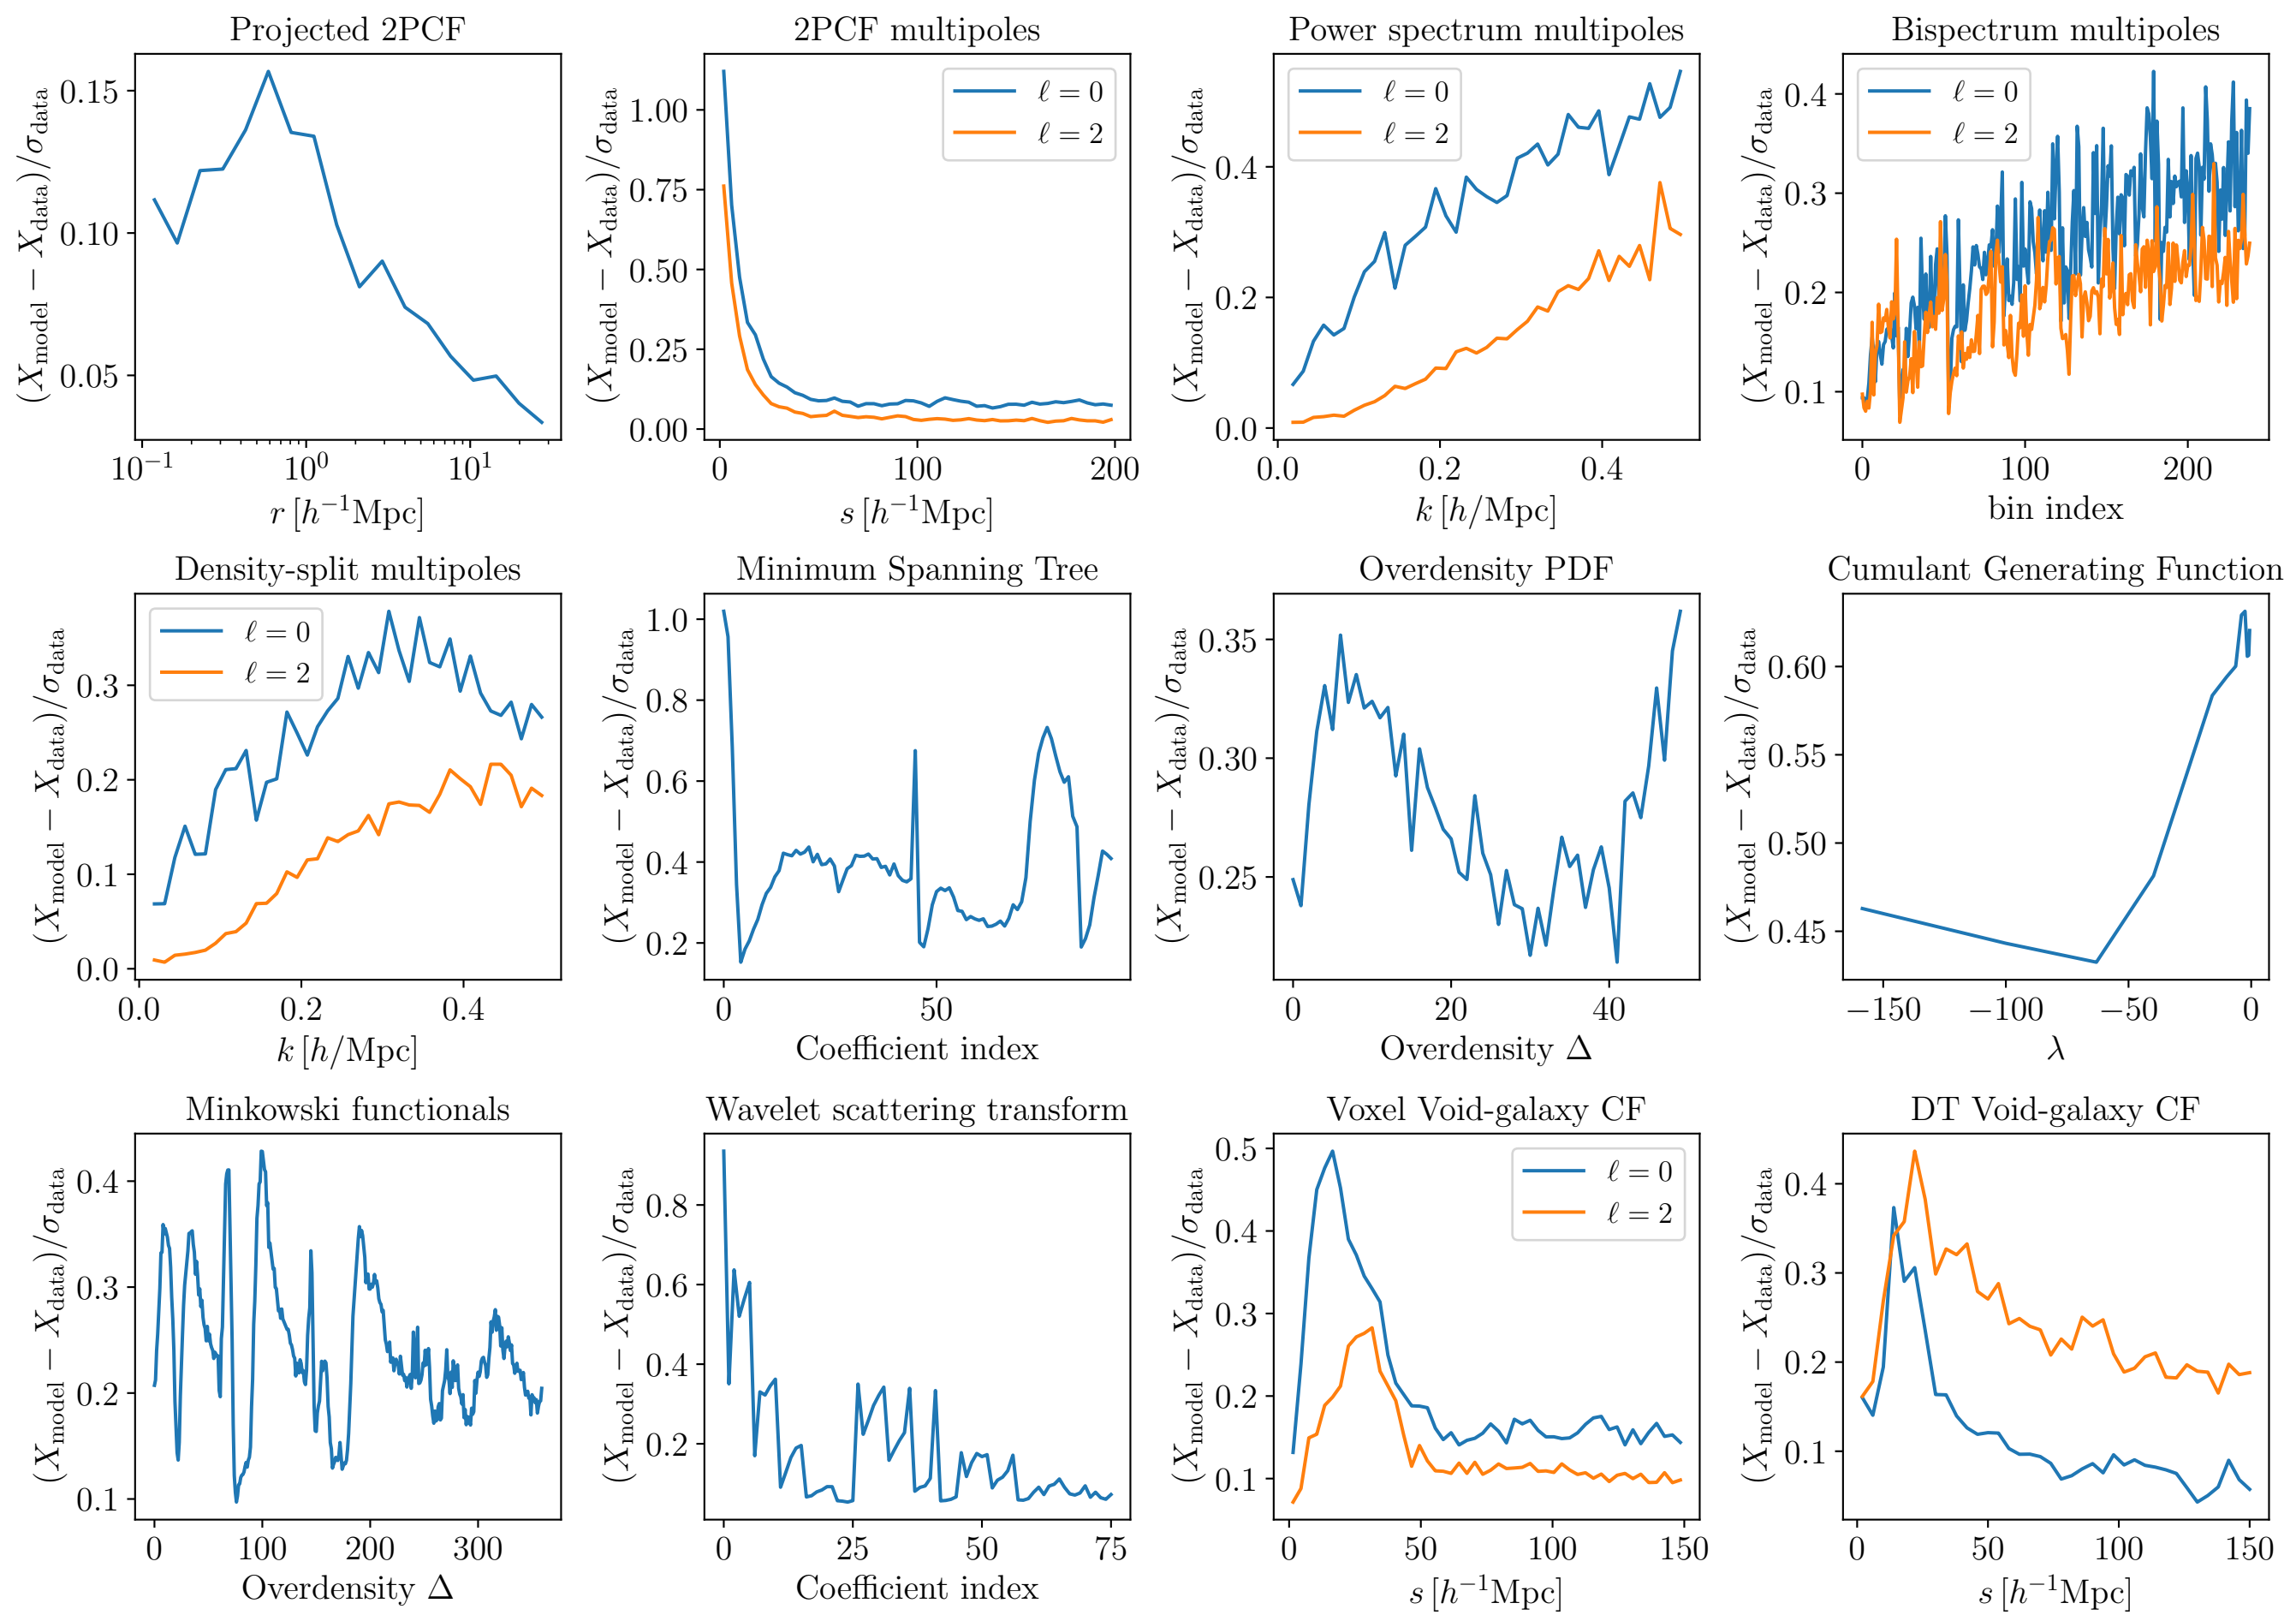 Projected 2PCF
(X_model − X_data)/σ_data
0.15
0.10
0.05
10^−1 10^0 10^1
r [h^−1Mpc]
2PCF multipoles
(X_model − X_data)/σ_data
1.00
0.75
0.50
0.25
0.00
ℓ = 0
ℓ = 2
0 100 200
s [h^−1Mpc]
Power spectrum multipoles
(X_model − X_data)/σ_data
0.4
0.2
0.0
ℓ = 0
ℓ = 2
0.0 0.2 0.4
k [h/Mpc]
Bispectrum multipoles
(X_model − X_data)/σ_data
0.4
0.3
0.2
0.1
ℓ = 0
ℓ = 2
0 100 200
bin index
Density-split multipoles
(X_model − X_data)/σ_data
0.3
0.2
0.1
0.0
ℓ = 0
ℓ = 2
0.0 0.2 0.4
k [h/Mpc]
Minimum Spanning Tree
(X_model − X_data)/σ_data
1.0
0.8
0.6
0.4
0.2
0 50
Coefficient index
Overdensity PDF
(X_model − X_data)/σ_data
0.35
0.30
0.25
0 20 40
Overdensity Δ
Cumulant Generating Function
(X_model − X_data)/σ_data
0.60
0.55
0.50
0.45
−150 −100 −50 0
λ
Minkowski functionals
(X_model − X_data)/σ_data
0.4
0.3
0.2
0.1
0 100 200 300
Overdensity Δ
Wavelet scattering transform
(X_model − X_data)/σ_data
0.8
0.6
0.4
0.2
0 25 50 75
Coefficient index
Voxel Void-galaxy CF
(X_model − X_data)/σ_data
0.5
0.4
0.3
0.2
0.1
ℓ = 0
ℓ = 2
0 50 100 150
s [h^−1Mpc]
DT Void-galaxy CF
(X_model − X_data)/σ_data
0.4
0.3
0.2
0.1
0 50 100 150
s [h^−1Mpc]